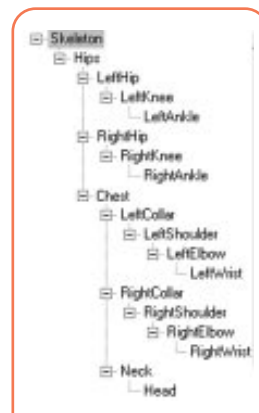 Skeleton
Hips
LeftHip
LeftKnee
LeftAnkle
RightHip
RightKnee
RightAnkle
Chest
LeftCollar
LeftShoulder
LeftElbow
LeftWrist
RightCollar
RightShoulder
RightElbow
RightWrist
Neck
Head